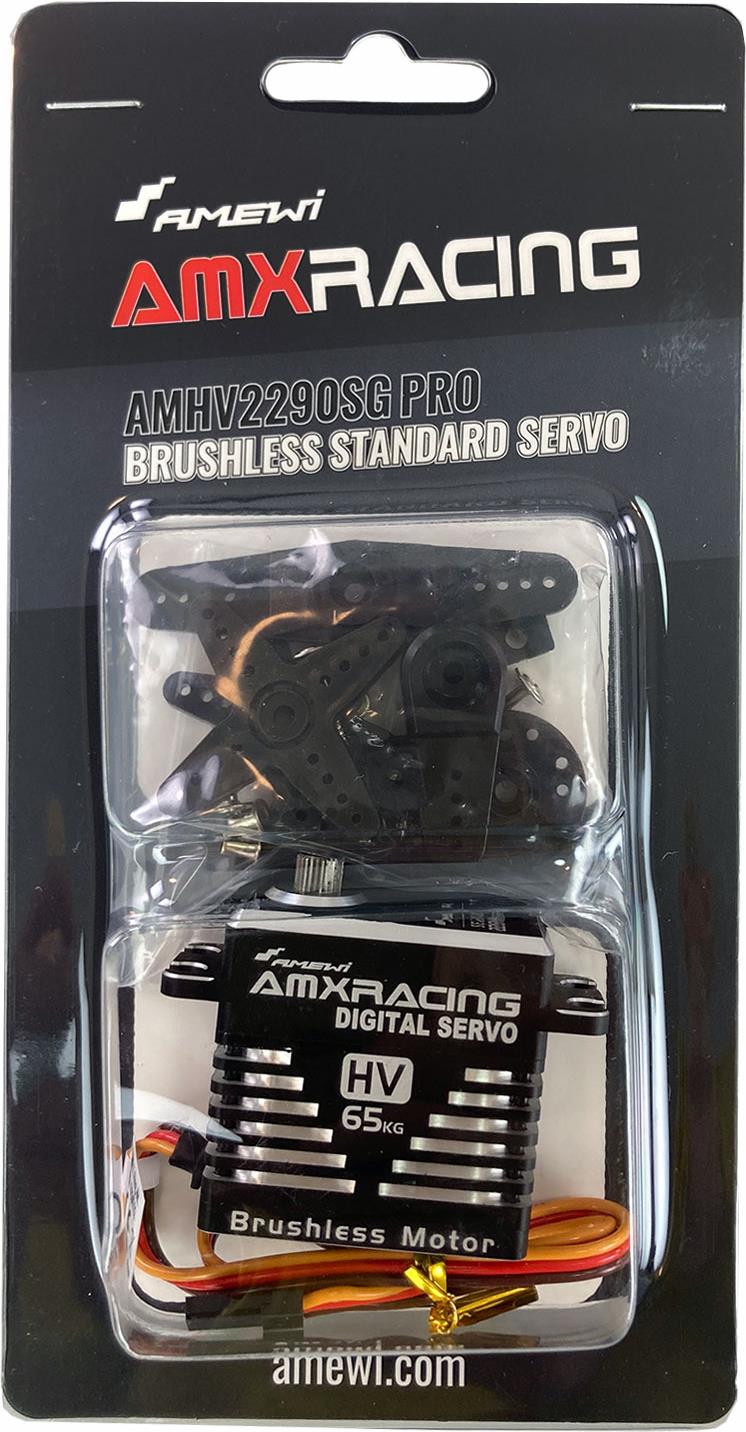 AMEWI
AMXRACING
AMHV2290SG PRO
BRUSHLESS STANDARD SERVO
AMEWI
AMXRACING
DIGITAL SERVO
HV
65KG
Brushless Motor
amewi.com